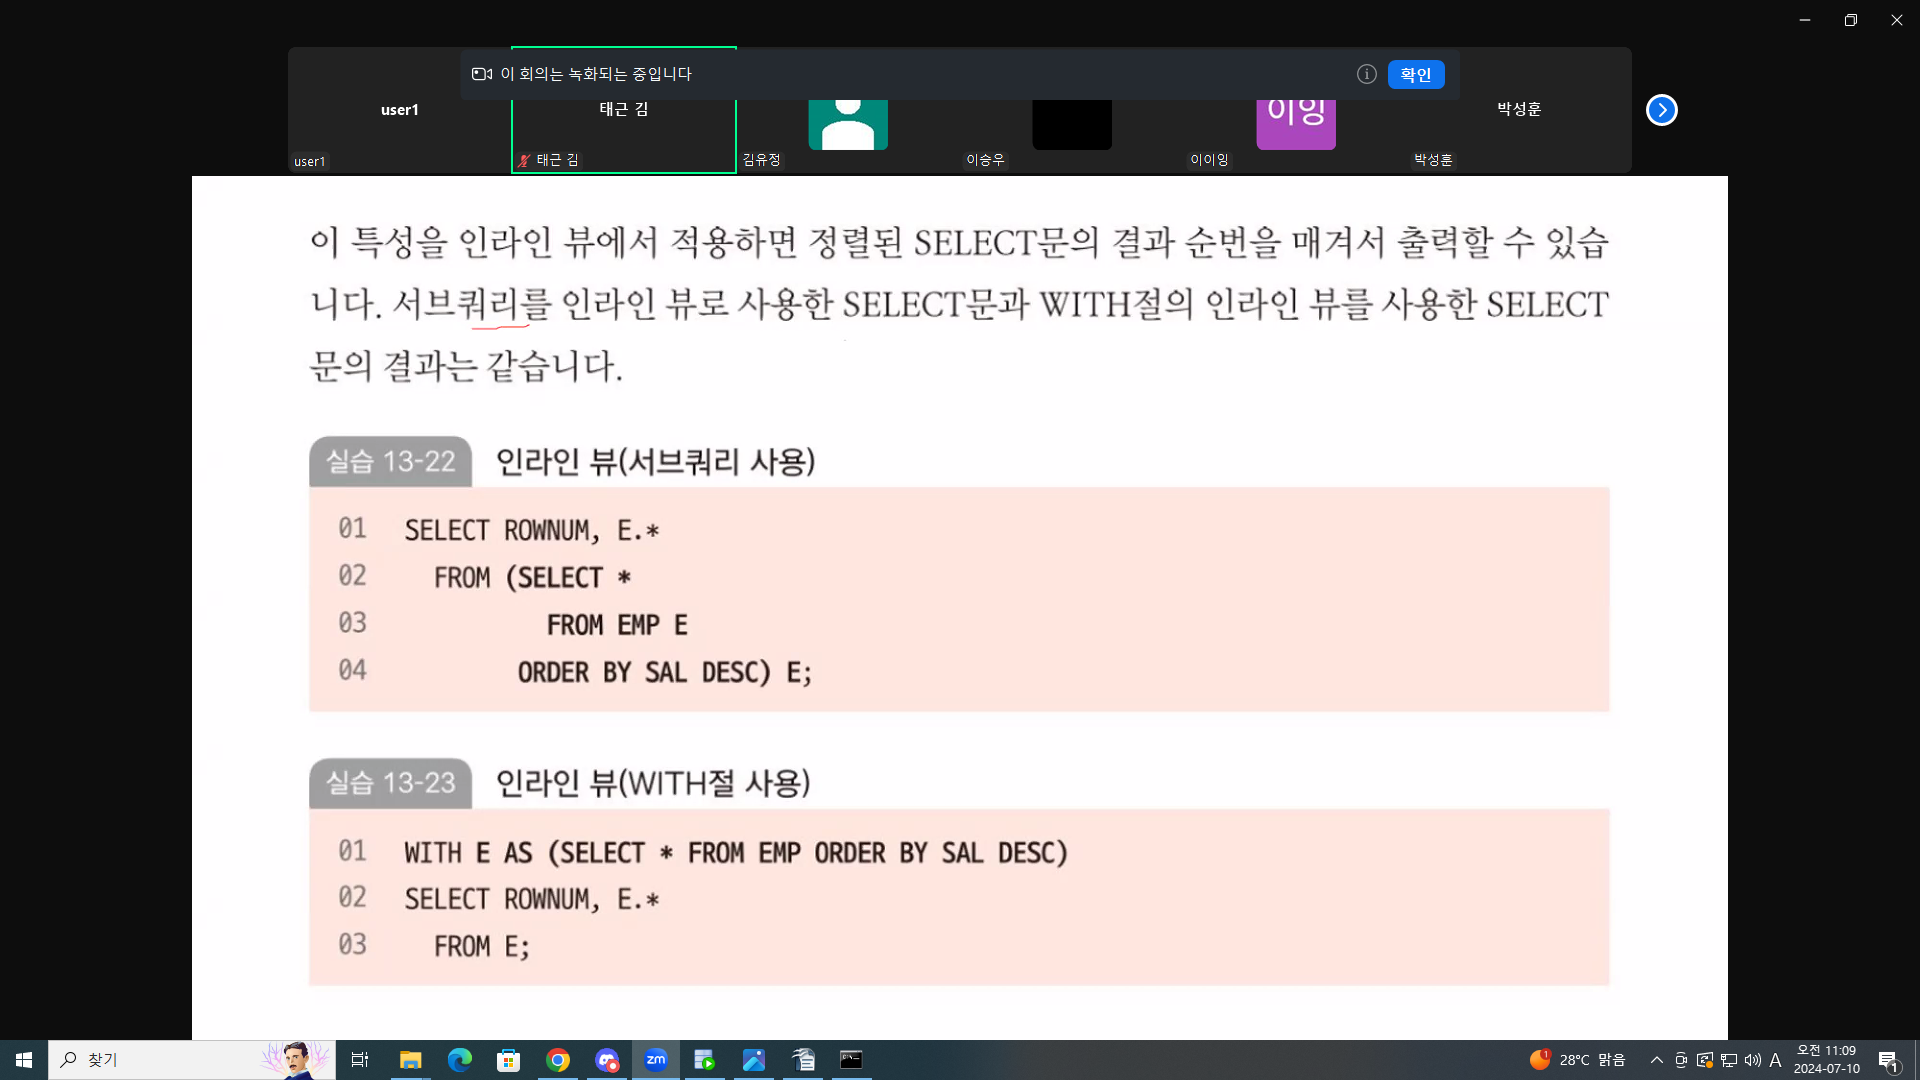 이 회의는 녹화되는 중입니다
확인
user1
태근 김
이잉
박성훈
user1
태근 김
김유정
이승우
이이잉
박성훈
이 특성을 인라인 뷰에서 적용하면 정렬된 SELECT문의 결과 순번을 매겨서 출력할 수 있습
니다. 서브쿼리를 인라인 뷰로 사용한 SELECT문과 WITH절의 인라인 뷰를 사용한 SELECT
문의 결과는 같습니다.
실습 13-22 인라인 뷰(서브쿼리 사용)
01 SELECT ROWNUM, E.*
02 FROM (SELECT *
03 FROM EMP E
04 ORDER BY SAL DESC) E;
실습 13-23 인라인 뷰(WITH절 사용)
01 WITH E AS (SELECT * FROM EMP ORDER BY SAL DESC)
02 SELECT ROWNUM, E.*
03 FROM E;
찾기
zm
1
28°C 맑음
A
오전 11:09
2024-07-10
1